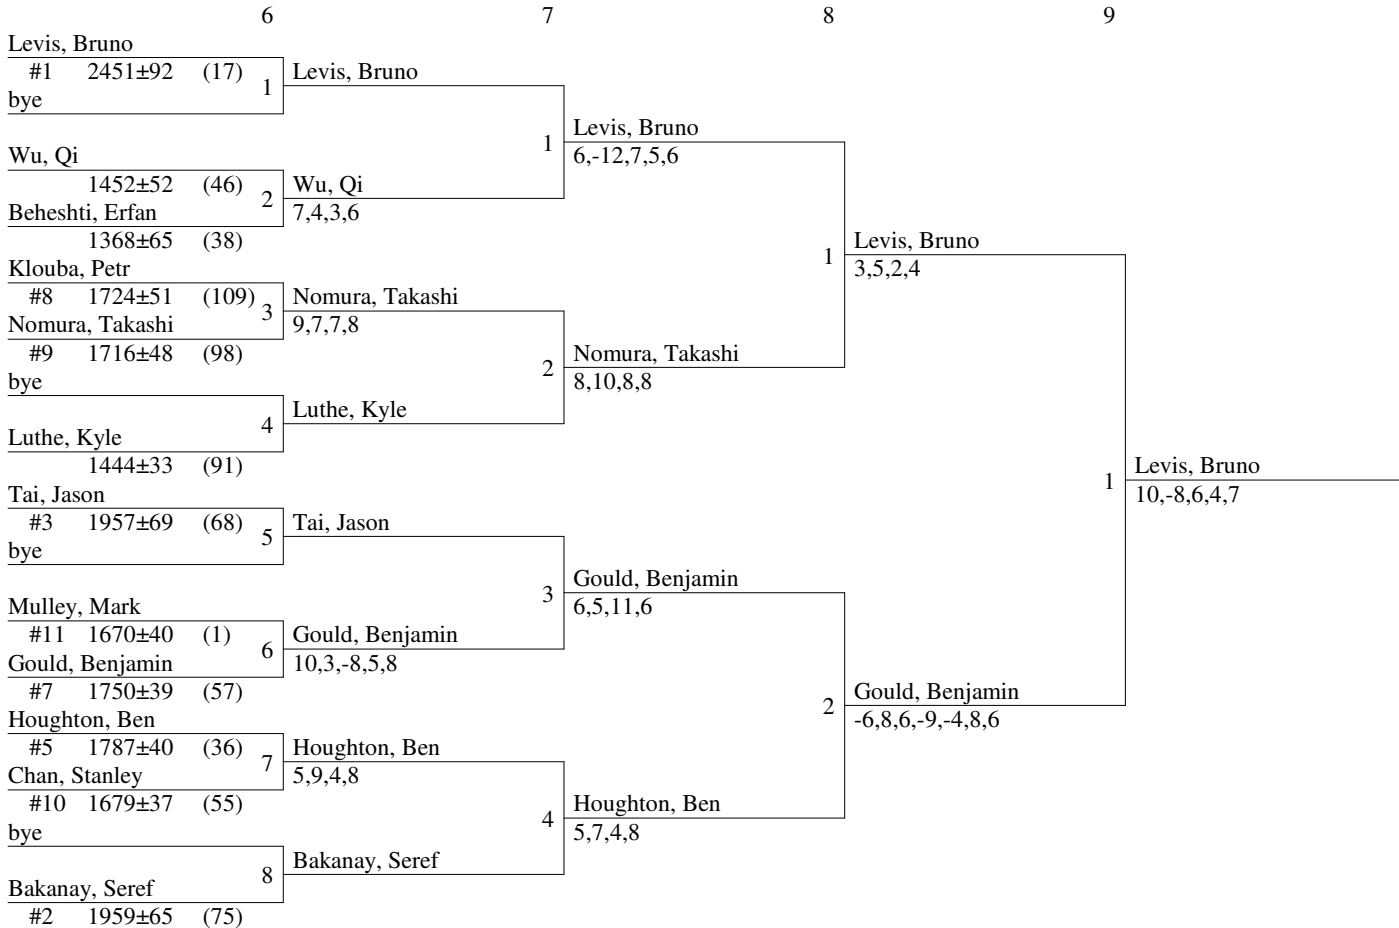 6 7 8 9
Levis, Bruno
#1 2451±92 (17)
bye
1
Levis, Bruno
Wu, Qi
1452±52 (46)
Beheshti, Erfan
1368±65 (38)
2
Wu, Qi
7,4,3,6
1
Levis, Bruno
6,-12,7,5,6
Klouba, Petr
#8 1724±51 (109)
Nomura, Takashi
#9 1716±48 (98)
3
Nomura, Takashi
9,7,7,8
bye
Luthe, Kyle
1444±33 (91)
4
Luthe, Kyle
2
Nomura, Takashi
8,10,8,8
1
Levis, Bruno
3,5,2,4
Tai, Jason
#3 1957±69 (68)
bye
5
Tai, Jason
Mulley, Mark
#11 1670±40 (1)
Gould, Benjamin
#7 1750±39 (57)
6
Gould, Benjamin
10,3,-8,5,8
3
Gould, Benjamin
6,5,11,6
Houghton, Ben
#5 1787±40 (36)
Chan, Stanley
#10 1679±37 (55)
7
Houghton, Ben
5,9,4,8
bye
Bakanay, Seref
#2 1959±65 (75)
8
Bakanay, Seref
4
Houghton, Ben
5,7,4,8
2
Gould, Benjamin
-6,8,6,-9,-4,8,6
1
Levis, Bruno
10,-8,6,4,7